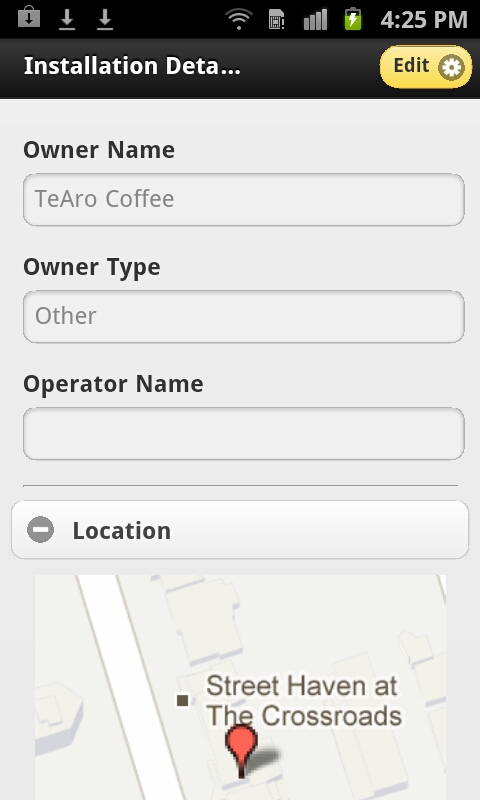 4:25 PM
Installation Deta...
Edit
Owner Name
TeAro Coffee
Owner Type
Other
Operator Name
Location
Street Haven at
The Crossroads